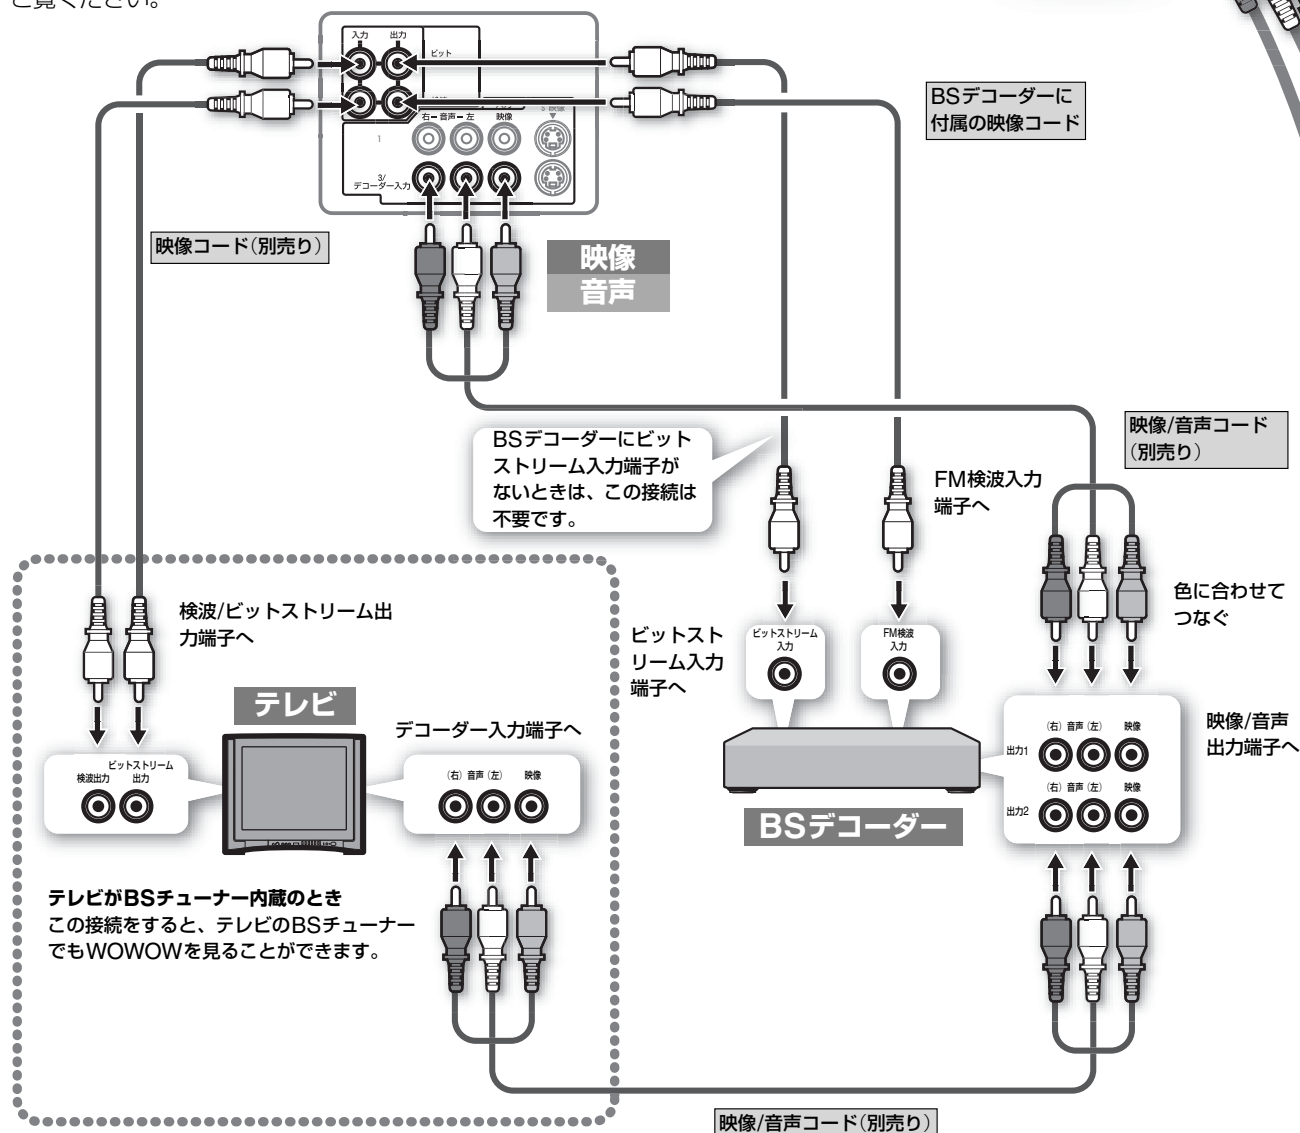 ご覧ください。
入力 出力
ビット
S 映像
右－音声－左 映像
1
3/
デコーダー入力
BSデコーダーに
付属の映像コード
映像コード(別売り)
映像
音声
映像/音声コード
(別売り)
BSデコーダーにビット
ストリーム入力端子が
ないときは、この接続は
不要です。
FM検波入力
端子へ
色に合わせて
つなぐ
検波/ビットストリーム出
力端子へ
ビットスト
リーム入力
端子へ
ビットストリーム
入力
FM検波
入力
テレビ
デコーダー入力端子へ
映像/音声
出力端子へ
検波出力
ビットストリーム
出力
(右) 音声 (左) 映像
出力1
(右) 音声 (左) 映像
出力2
(右) 音声 (左) 映像
BSデコーダー
テレビがBSチューナー内蔵のとき
この接続をすると、テレビのBSチューナー
でもWOWOWを見ることができます。
映像/音声コード(別売り)